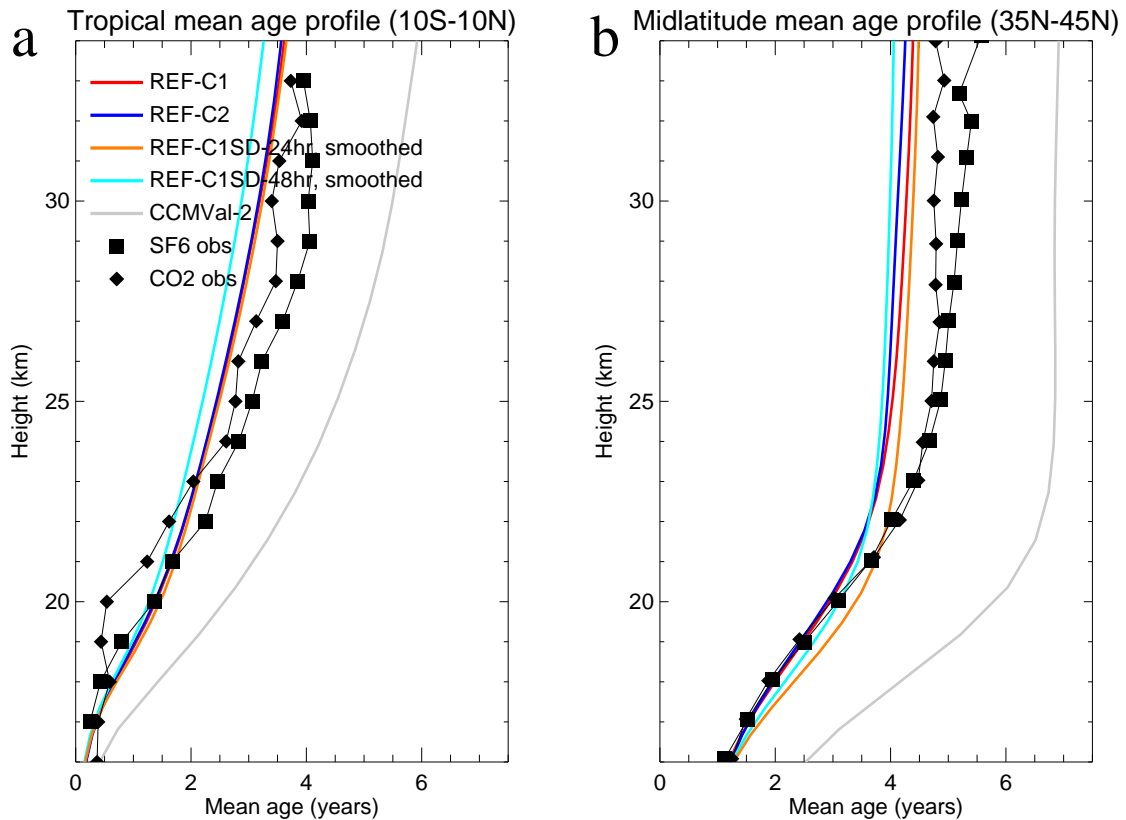 a
Tropical mean age profile (10S-10N)
REF-C1
REF-C2
REF-C1SD-24hr, smoothed
REF-C1SD-48hr, smoothed
CCMVal-2
SF6 obs
CO2 obs
30
25
20
Height (km)
0 2 4 6
Mean age (years)
b
Midlatitude mean age profile (35N-45N)
30
25
20
Height (km)
0 2 4 6
Mean age (years)